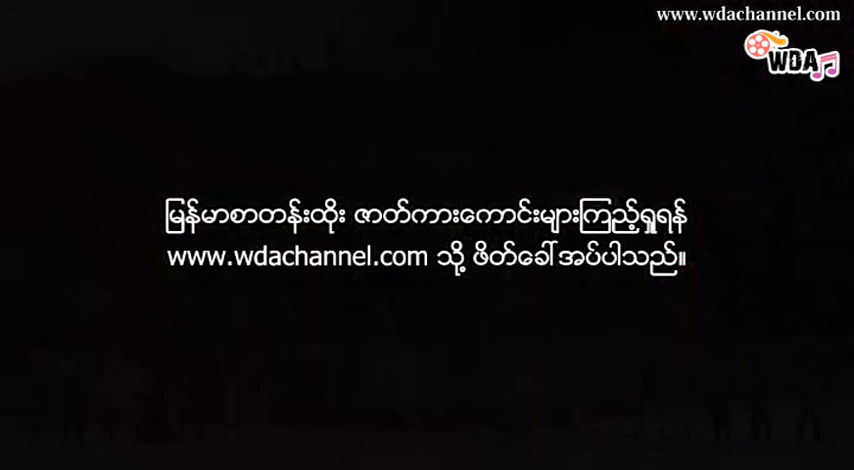 www.wdachannel.com
WDA
မြန်မာစာတန်းထိုး ဇာတ်ကားကောင်းများကြည့်ရှုရန်
www.wdachannel.com သို့ ဖိတ်ခေါ်အပ်ပါသည်။